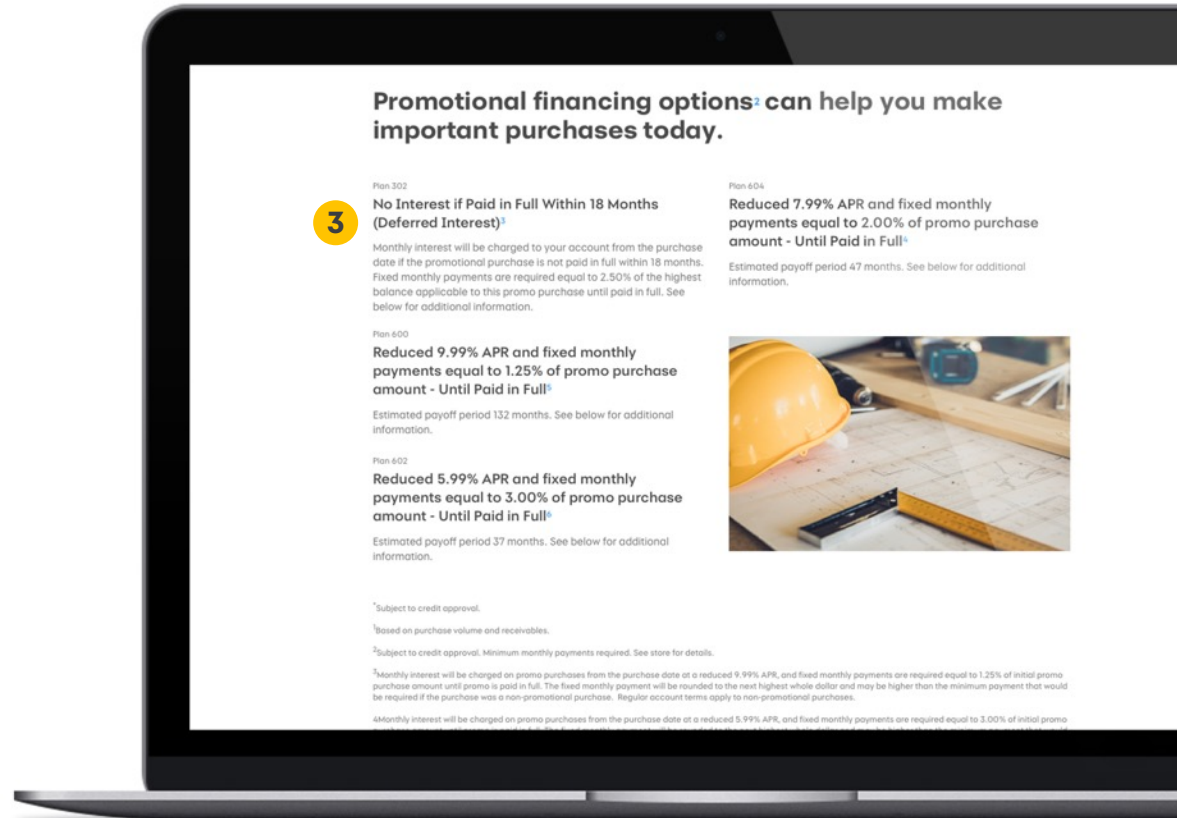 Promotional financing options² can help you make
important purchases today.
3
Plan 302
No Interest if Paid in Full Within 18 Months
(Deferred Interest)³
Monthly interest will be charged to your account from the purchase
date if the promotional purchase is not paid in full within 18 months.
Fixed monthly payments are required equal to 2.50% of the highest
balance applicable to this promo purchase until paid in full. See
below for additional information.
Plan 604
Reduced 7.99% APR and fixed monthly
payments equal to 2.00% of promo purchase
amount - Until Paid in Full⁴
Estimated payoff period 47 months. See below for additional
information.
Plan 600
Reduced 9.99% APR and fixed monthly
payments equal to 1.25% of promo purchase
amount - Until Paid in Full⁵
Estimated payoff period 132 months. See below for additional
information.
Plan 602
Reduced 5.99% APR and fixed monthly
payments equal to 3.00% of promo purchase
amount - Until Paid in Full⁶
Estimated payoff period 37 months. See below for additional
information.
*Subject to credit approval.
¹Based on purchase volume and receivables.
²Subject to credit approval. Minimum monthly payments required. See store for details.
³Monthly interest will be charged on promo purchases from the purchase date at a reduced 9.99% APR, and fixed monthly payments are required equal to 1.25% of initial promo
purchase amount until promo is paid in full. The fixed monthly payment will be rounded to the next highest whole dollar and may be higher than the minimum payment that would
be required if the purchase was a non-promotional purchase. Regular account terms apply to non-promotional purchases.
4Monthly interest will be charged on promo purchases from the purchase date at a reduced 5.99% APR, and fixed monthly payments are required equal to 3.00% of initial promo